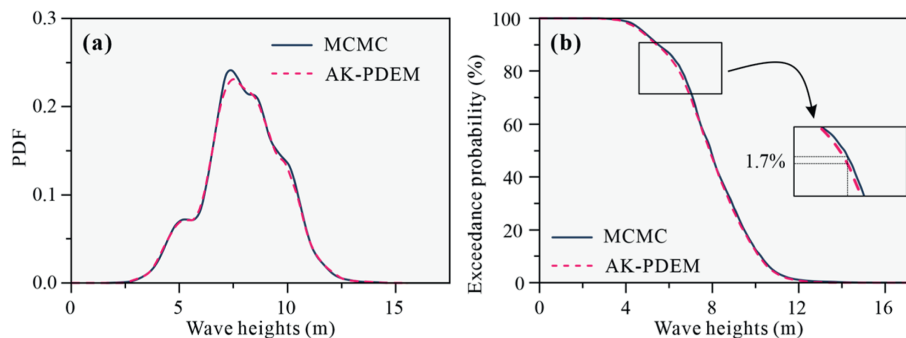 (a)
MCMC
AK-PDEM
PDF
0.3
0.2
0.1
0.0
0
5
10
15
Wave heights (m)
(b)
Exceedance probability (%)
100
80
60
40
20
0
1.7%
MCMC
AK-PDEM
0
4
8
12
16
Wave heights (m)